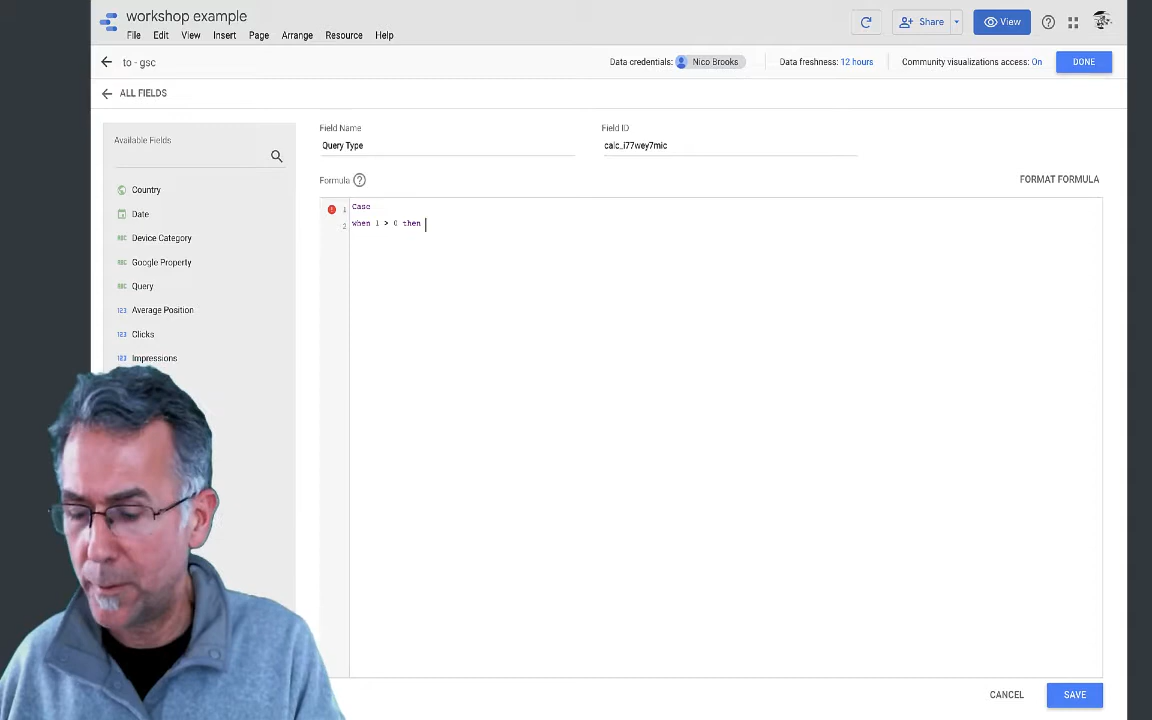 workshop example
File Edit View Insert Page Arrange Resource Help
Share
View
to - gsc
Data credentials: Nico Brooks
Data freshness: 12 hours
Community visualizations access: On
DONE
ALL FIELDS
Available Fields
Country
Date
Device Category
Google Property
Query
Average Position
Clicks
Impressions
Field Name
Query Type
Field ID
calc_i77wey7mic
Formula
FORMAT FORMULA
1 Case
2 when 1 > 0 then
CANCEL
SAVE